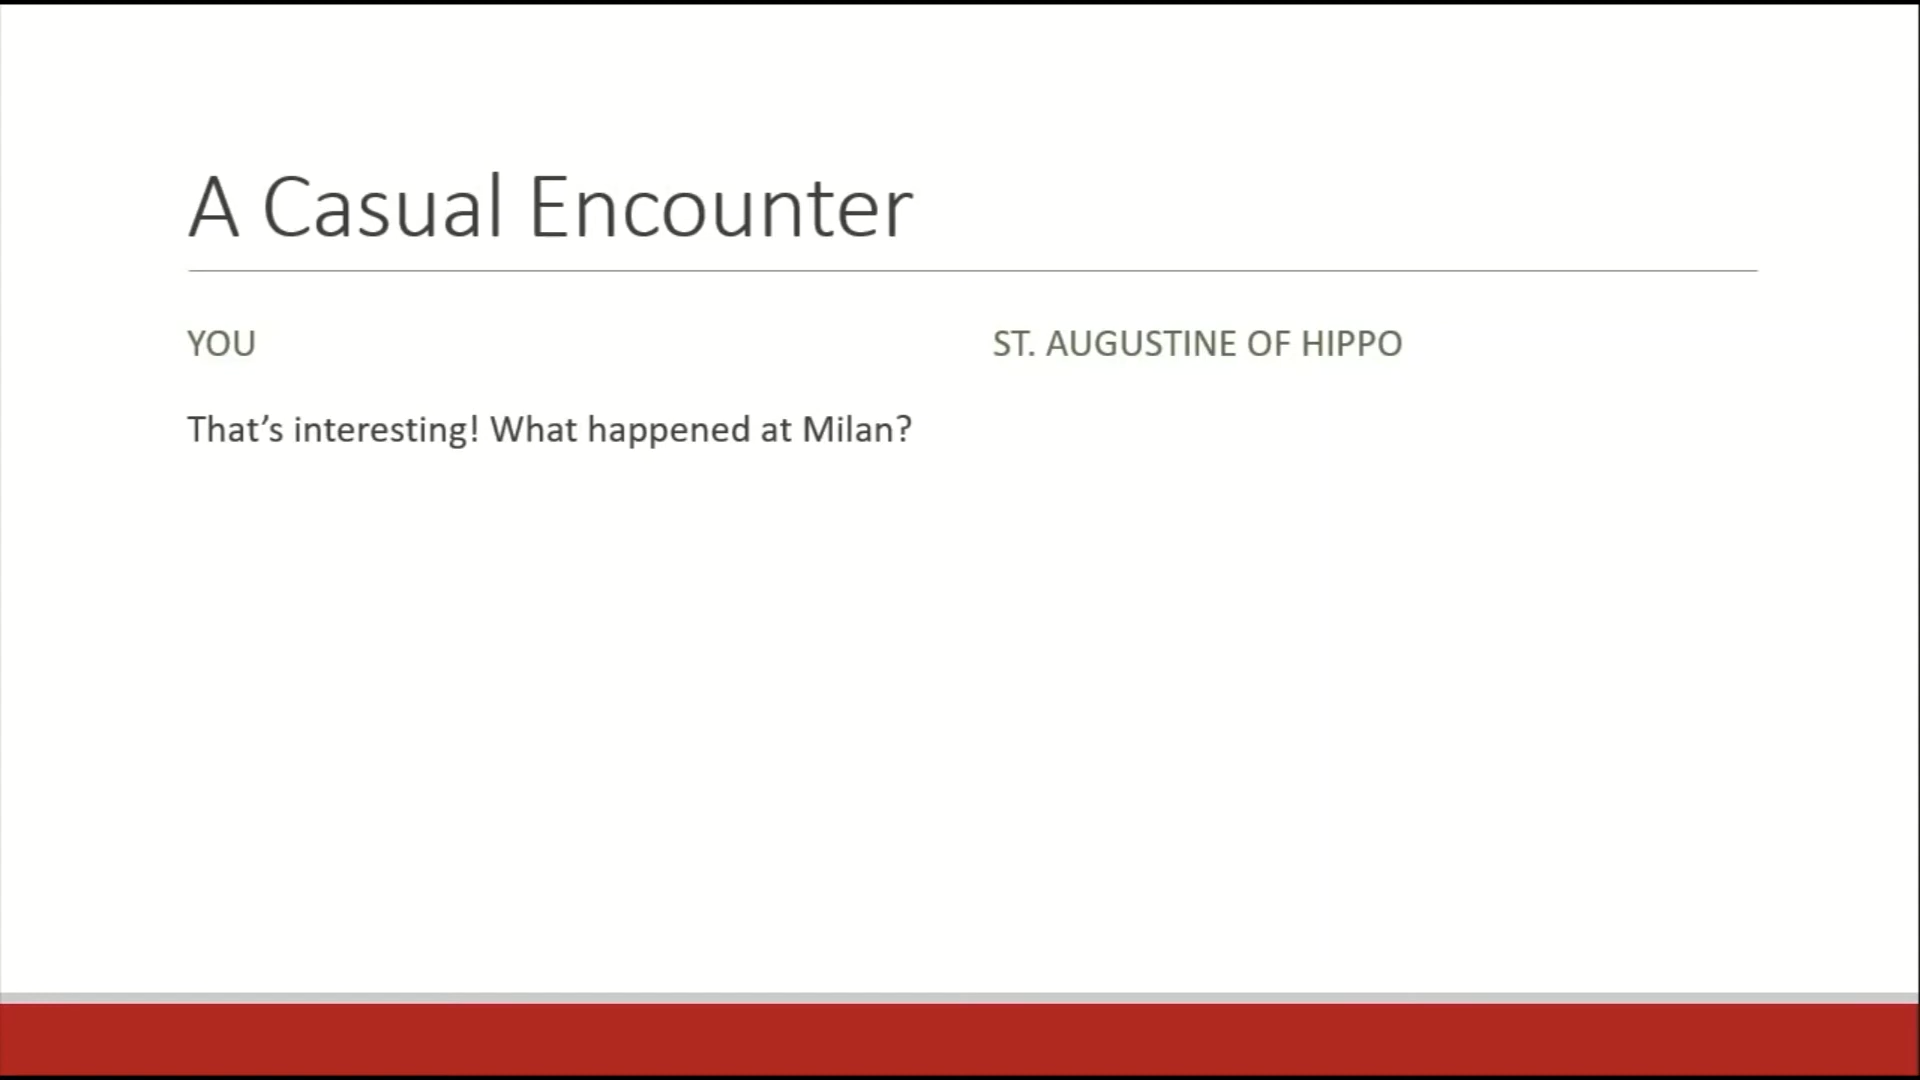 A Casual Encounter
YOU
ST. AUGUSTINE OF HIPPO
That’s interesting! What happened at Milan?